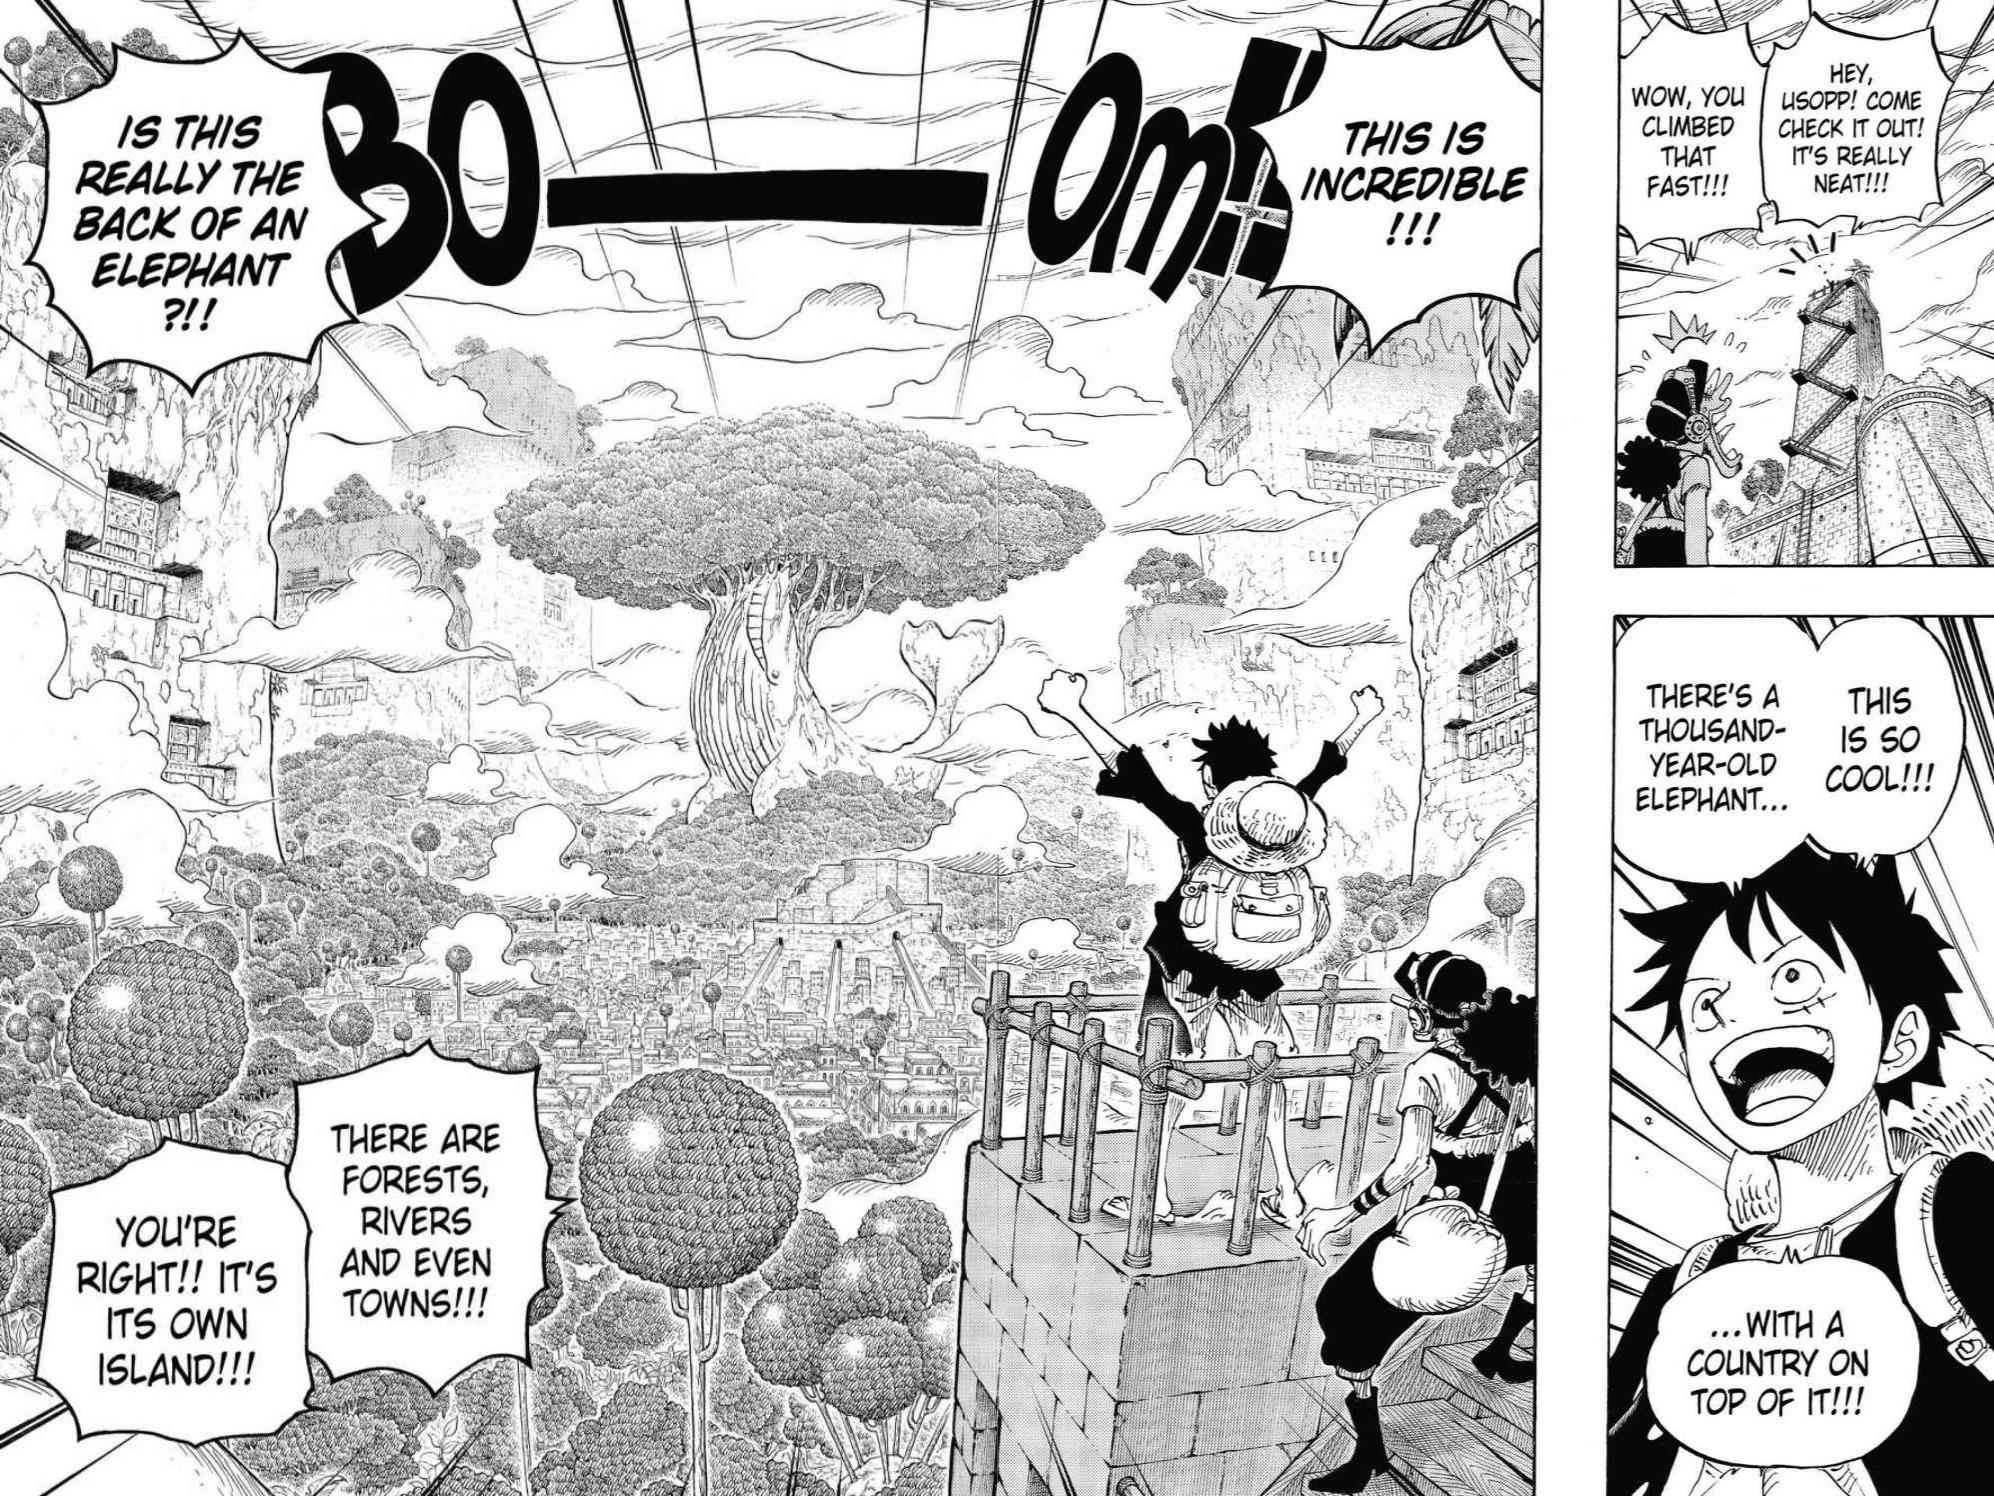 HEY,
USOPP! COME
CHECK IT OUT!
IT'S REALLY
NEAT!!!
WOW, YOU
CLIMBED
THAT
FAST!!!
THIS
IS SO
COOL!!!
THERE'S A
THOUSAND-
YEAR-OLD
ELEPHANT...
...WITH A
COUNTRY ON
TOP OF IT!!!
THIS IS
INCREDIBLE
!!!
BO—Om
IS THIS
REALLY THE
BACK OF AN
ELEPHANT
?!!
THERE ARE
FORESTS,
RIVERS
AND EVEN
TOWNS!!!
YOU'RE
RIGHT!! IT'S
ITS OWN
ISLAND!!!